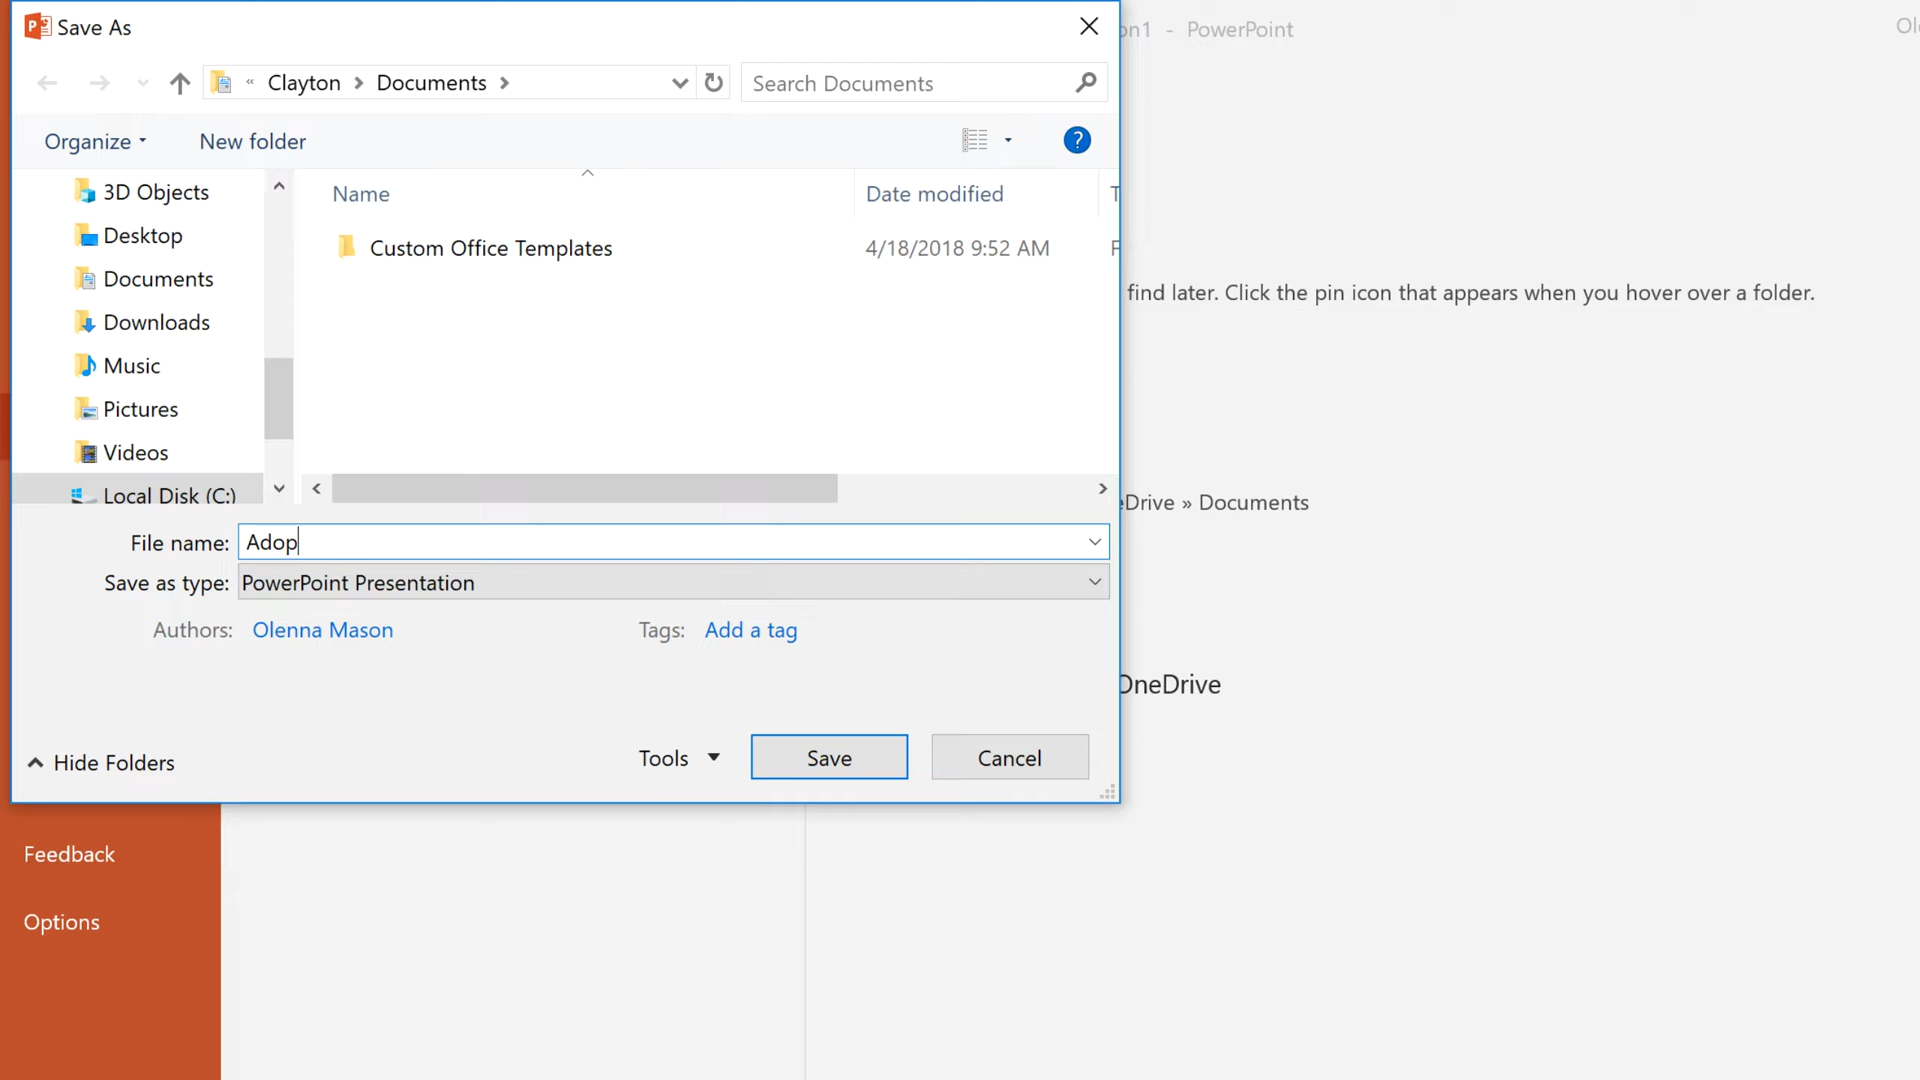 Save As
on1 - PowerPoint
« Clayton > Documents >
Search Documents
Organize
New folder
?
3D Objects
Desktop
Documents
Downloads
Music
Pictures
Videos
Local Disk (C:)
Name
Date modified
Custom Office Templates
4/18/2018 9:52 AM
find later. Click the pin icon that appears when you hover over a folder.
eDrive » Documents
OneDrive
File name: Adop
Save as type: PowerPoint Presentation
Authors: Olenna Mason
Tags: Add a tag
Hide Folders
Tools
Save
Cancel
Feedback
Options